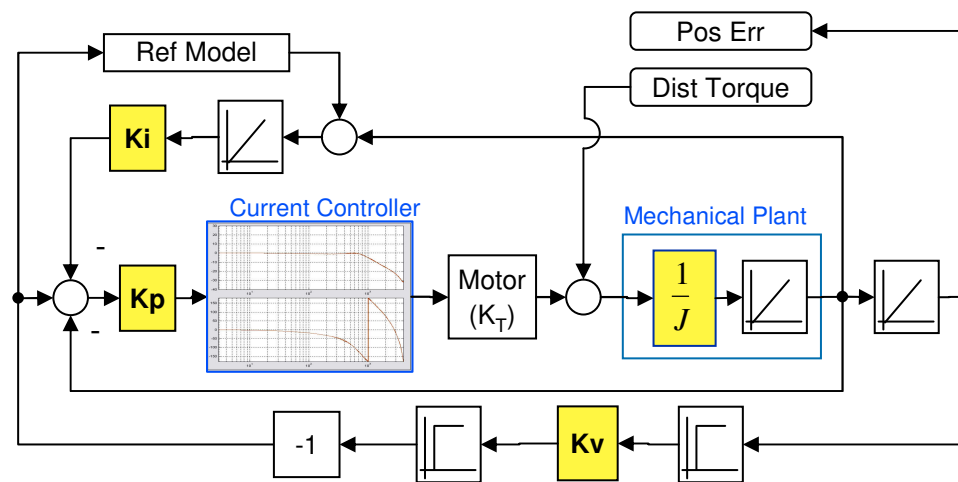 Pos Err
Ref Model
Dist Torque
Ki
Current Controller
Mechanical Plant
-
Kp
Motor
(K_T)
1
J
-
-1
Kv